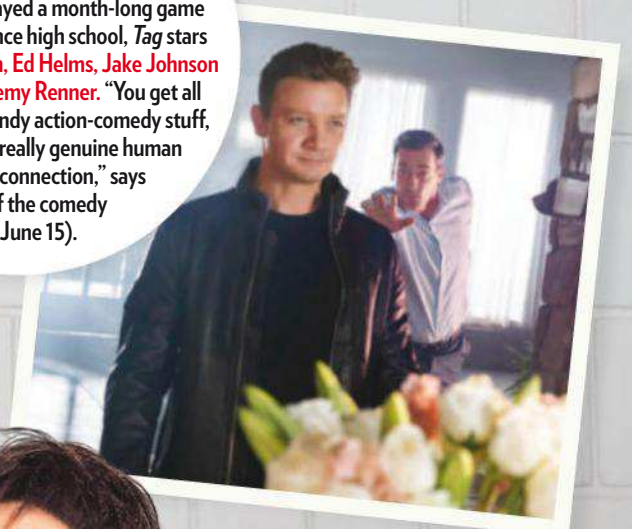 ayed a month-long game
nce high school, Tag stars
, Ed Helms, Jake Johnson
emy Renner. “You get all
ndy action-comedy stuff,
really genuine human
connection,” says
f the comedy
June 15).